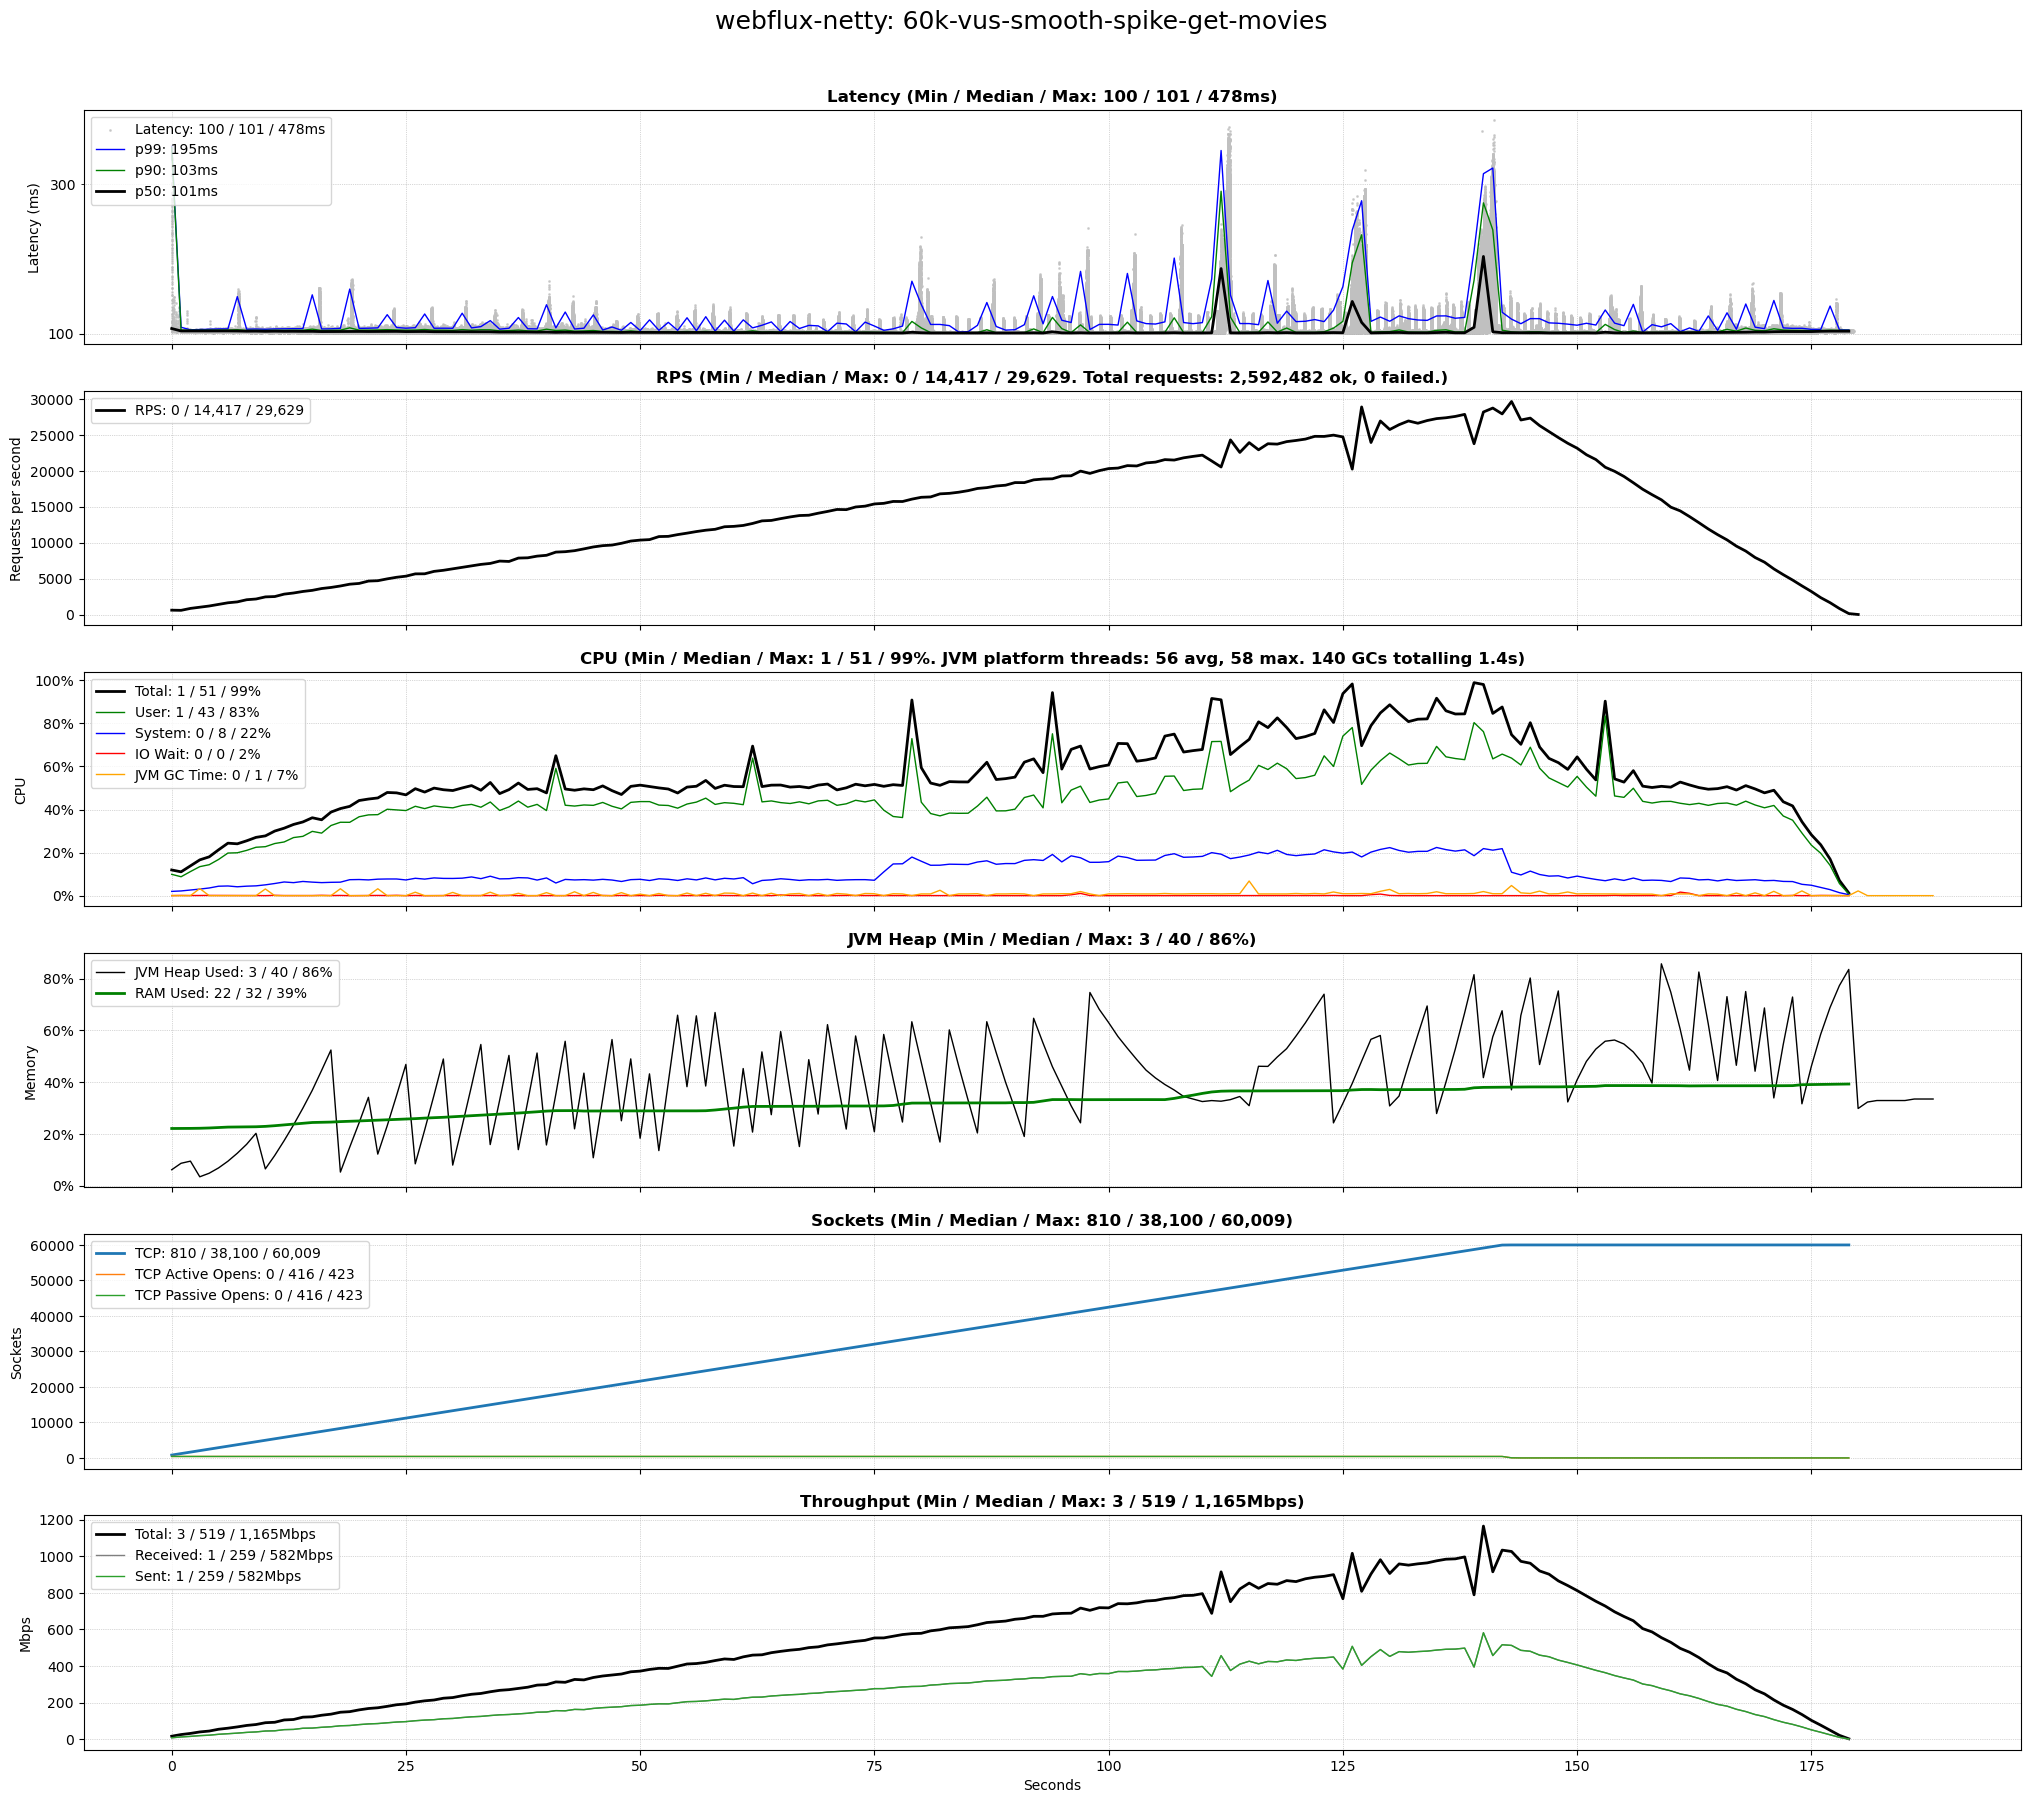 webflux-netty: 60k-vus-smooth-spike-get-movies
Latency (Min / Median / Max: 100 / 101 / 478ms)
Latency: 100 / 101 / 478ms
p99: 195ms
p90: 103ms
p50: 101ms
Latency (ms)
300
100
RPS (Min / Median / Max: 0 / 14,417 / 29,629. Total requests: 2,592,482 ok, 0 failed.)
RPS: 0 / 14,417 / 29,629
Requests per second
30000
25000
20000
15000
10000
5000
0
CPU (Min / Median / Max: 1 / 51 / 99%. JVM platform threads: 56 avg, 58 max. 140 GCs totalling 1.4s)
Total: 1 / 51 / 99%
User: 1 / 43 / 83%
System: 0 / 8 / 22%
IO Wait: 0 / 0 / 2%
JVM GC Time: 0 / 1 / 7%
CPU
100%
80%
60%
40%
20%
0%
JVM Heap (Min / Median / Max: 3 / 40 / 86%)
JVM Heap Used: 3 / 40 / 86%
RAM Used: 22 / 32 / 39%
Memory
80%
60%
40%
20%
0%
Sockets (Min / Median / Max: 810 / 38,100 / 60,009)
TCP: 810 / 38,100 / 60,009
TCP Active Opens: 0 / 416 / 423
TCP Passive Opens: 0 / 416 / 423
Sockets
60000
50000
40000
30000
20000
10000
0
Throughput (Min / Median / Max: 3 / 519 / 1,165Mbps)
Total: 3 / 519 / 1,165Mbps
Received: 1 / 259 / 582Mbps
Sent: 1 / 259 / 582Mbps
Mbps
1200
1000
800
600
400
200
0
0 25 50 75 100 125 150 175
Seconds